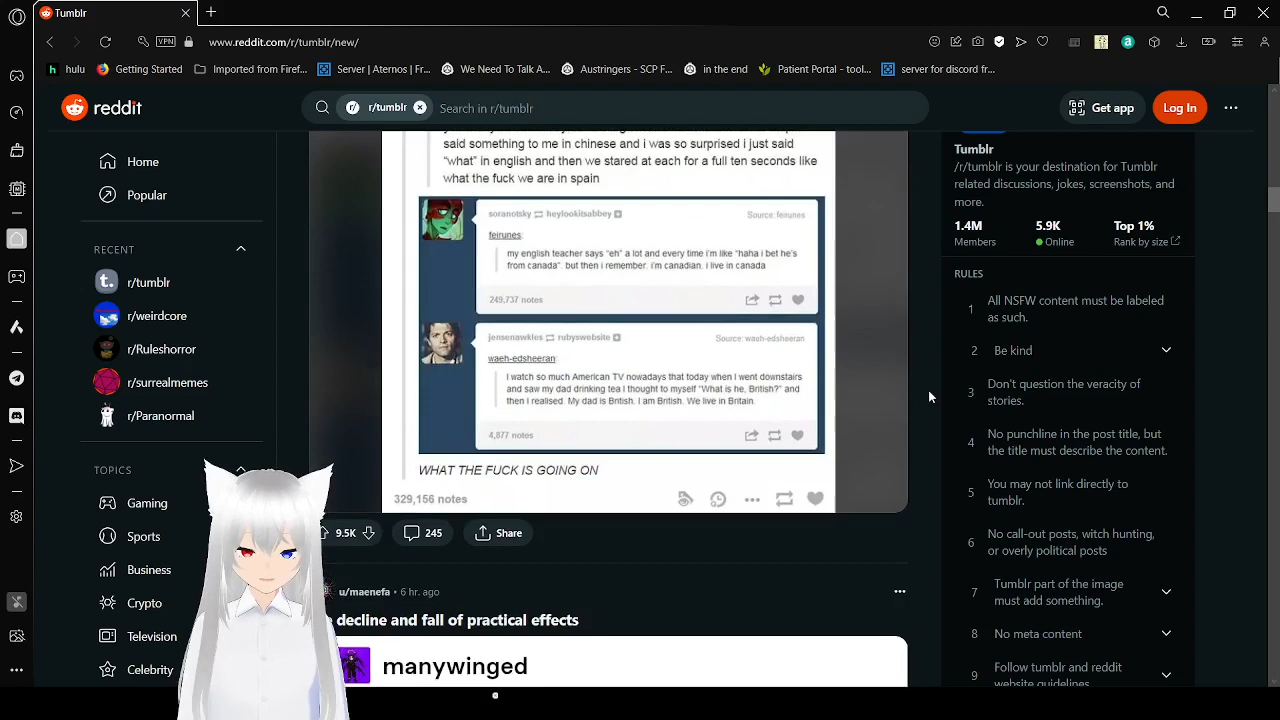 Tumblr
VPN
www.reddit.com/r/tumblr/new/
hulu
Getting Started
Imported from Firef...
Server | Aternos | Fr...
We Need To Talk A...
Austringers - SCP F...
in the end
Patient Portal - tool...
server for discord fr...
reddit
r/tumblr
Search in r/tumblr
Get app
Log In
Home
Popular
RECENT
r/tumblr
r/weirdcore
r/Ruleshorror
r/surrealmemes
r/Paranormal
TOPICS
Gaming
Sports
Business
Crypto
Television
Celebrity
said something to me in chinese and i was so surprised i just said
“what” in english and then we stared at each for a full ten seconds like
what the fuck we are in spain
soranotsky heylookitsabbey
Source: feirunes
feirunes:
my english teacher says “eh” a lot and every time i’m like “haha i bet he’s
from canada”. but then i remember. i’m canadian. i live in canada
249,737 notes
jensenawkles rubyswebsite
Source: waeh-edsheeran
waeh-edsheeran:
I watch so much American TV nowadays that today when I went downstairs
and saw my dad drinking tea I thought to myself “What is he, British?” and
then I realised. My dad is British. I am British. We live in Britain.
4,877 notes
WHAT THE FUCK IS GOING ON
329,156 notes
9.5K
245
Share
u/maenefa • 6 hr. ago
decline and fall of practical effects
manywinged
Tumblr
/r/tumblr is your destination for Tumblr
related discussions, jokes, screenshots, and
more.
1.4M
Members
5.9K
Online
Top 1%
Rank by size
RULES
1 All NSFW content must be labeled
as such.
2 Be kind
3 Don't question the veracity of
stories.
4 No punchline in the post title, but
the title must describe the content.
5 You may not link directly to
tumblr.
6 No call-out posts, witch hunting,
or overly political posts
7 Tumblr part of the image
must add something.
8 No meta content
9 Follow tumblr and reddit
website guidelines